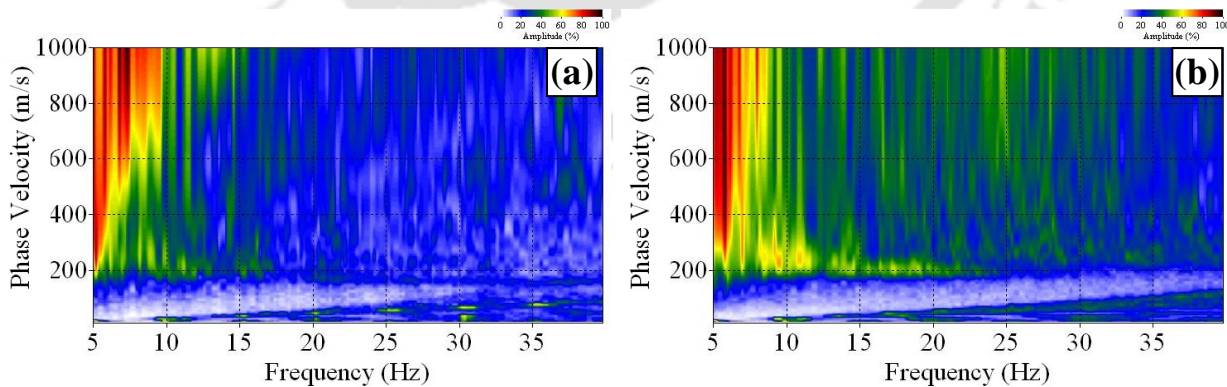 0 20 40 60 80 100
Amplitude (%)
(a)
1000
800
600
400
200
Phase Velocity (m/s)
5 10 15 20 25 30 35
Frequency (Hz)
0 20 40 60 80 100
Amplitude (%)
(b)
1000
800
600
400
200
Phase Velocity (m/s)
5 10 15 20 25 30 35
Frequency (Hz)